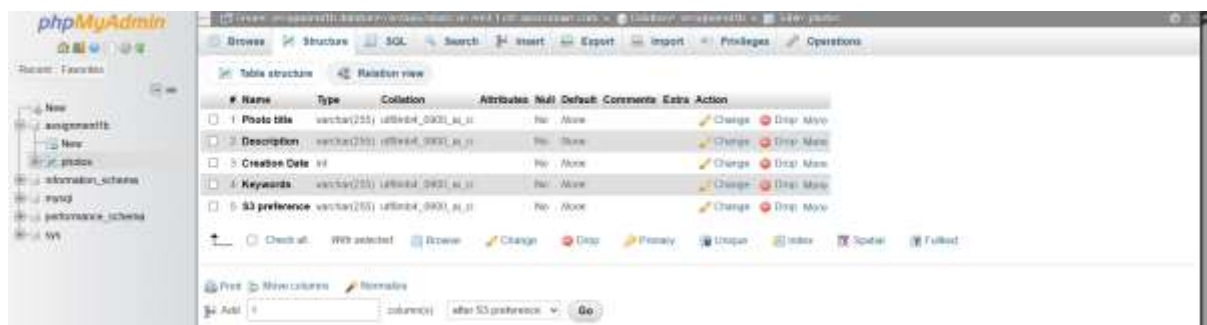 phpMyAdmin
Recent Favorites
New
assignment1b
New
photos
information_schema
mysql
performance_schema
sys
Browse Structure SQL Search Insert Export Import Privileges Operations
Table structure Relation view
# Name Type Collation Attributes Null Default Comments Extra Action
1 Photo title varchar(255) utf8mb4_0900_ai_ci No None Change Drop More
2 Description varchar(255) utf8mb4_0900_ai_ci No None Change Drop More
3 Creation Date int No None Change Drop More
4 Keywords varchar(255) utf8mb4_0900_ai_ci No None Change Drop More
5 S3 preference varchar(255) utf8mb4_0900_ai_ci No None Change Drop More
Check all With selected: Browse Change Drop Primary Unique Index Spatial Fulltext
Print Move columns Normalize
Add column(s) after S3 preference Go